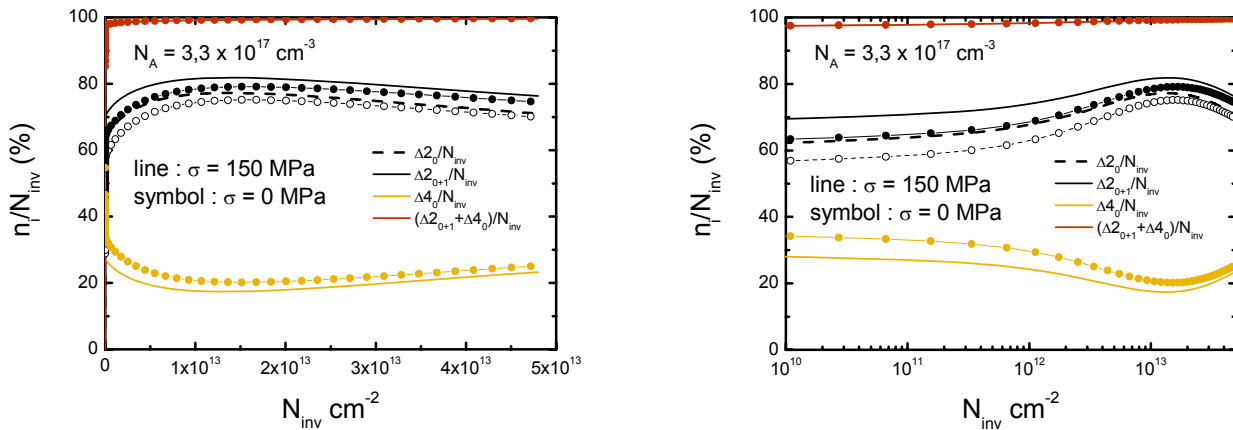 100
80
60
40
20
0
n_i/N_inv (%)
N_A = 3,3 x 10^17 cm^-3
line : σ = 150 MPa
symbol : σ = 0 MPa
Δ2_0/N_inv
Δ2_0+1/N_inv
Δ4_0/N_inv
(Δ2_0+1+Δ4_0)/N_inv
0 1x10^13 2x10^13 3x10^13 4x10^13 5x10^13
N_inv cm^-2
100
80
60
40
20
0
n_i/N_inv (%)
N_A = 3,3 x 10^17 cm^-3
line : σ = 150 MPa
symbol : σ = 0 MPa
Δ2_0/N_inv
Δ2_0+1/N_inv
Δ4_0/N_inv
(Δ2_0+1+Δ4_0)/N_inv
10^10 10^11 10^12 10^13
N_inv cm^-2